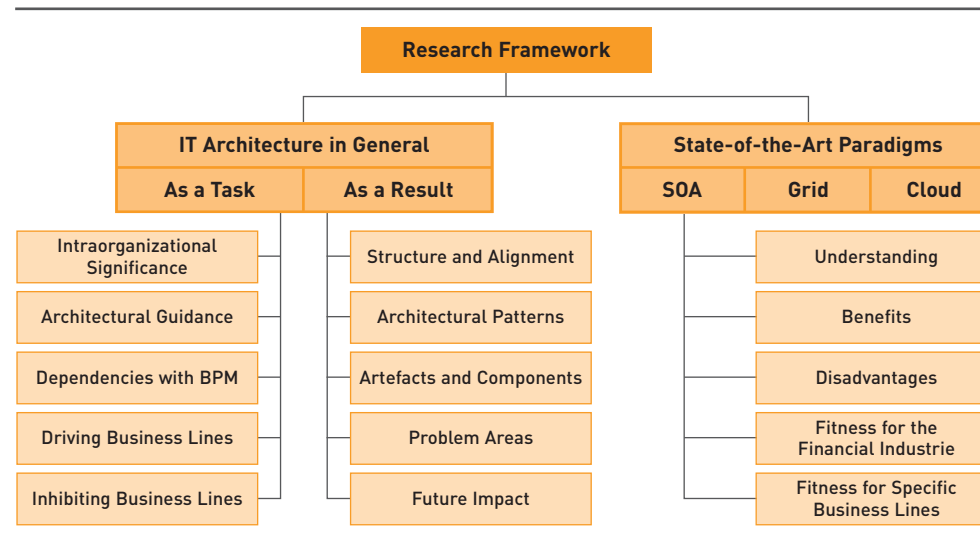 Research Framework
IT Architecture in General
As a Task
As a Result
Intraorganizational
Significance
Architectural Guidance
Dependencies with BPM
Driving Business Lines
Inhibiting Business Lines
Structure and Alignment
Architectural Patterns
Artefacts and Components
Problem Areas
Future Impact
State-of-the-Art Paradigms
SOA
Grid
Cloud
Understanding
Benefits
Disadvantages
Fitness for the
Financial Industrie
Fitness for Specific
Business Lines